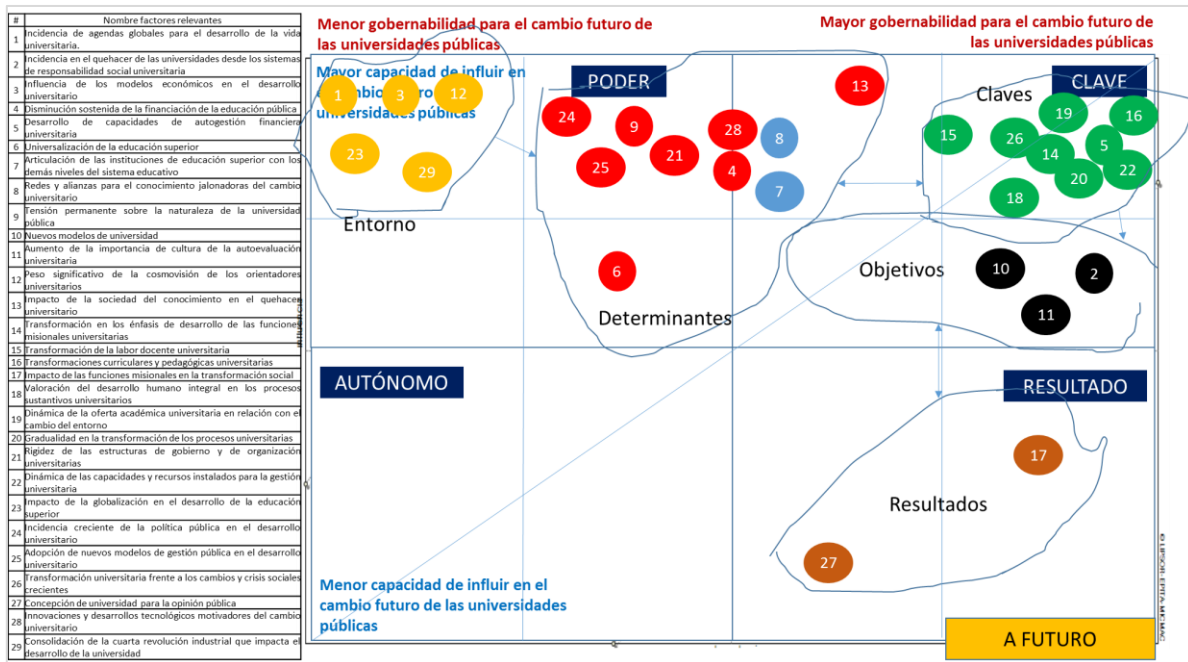 # Nombre factores relevantes
1 Incidencia de agendas globales para el desarrollo de la vida
universitaria.
2 Incidencia en el quehacer de las universidades desde los sistemas
de responsabilidad social universitaria
3 Influencia de los modelos económicos en el desarrollo
universitario
4 Disminución sostenida de la financiación de la educación pública
5 Desarrollo de capacidades de autogestión financiera
universitaria
6 Universalización de la educación superior
7 Articulación de las instituciones de educación superior con los
demás niveles del sistema educativo
8 Redes y alianzas para el conocimiento jalonadoras del cambio
universitario
9 Tensión permanente sobre la naturaleza de la universidad
pública
10 Nuevos modelos de universidad
11 Aumento de la importancia de cultura de la autoevaluación
universitaria
12 Peso significativo de la cosmovisión de los orientadores
universitarios
13 Impacto de la sociedad del conocimiento en el quehacer
universitario
14 Transformación en los énfasis de desarrollo de las funciones
misionales universitarias
15 Transformación de la labor docente universitaria
16 Transformaciones curriculares y pedagógicas universitarias
17 Impacto de las funciones misionales en la transformación social
18 Valoración del desarrollo humano integral en los procesos
sustantivos universitarios
19 Dinámica de la oferta académica universitaria en relación con el
cambio del entorno
20 Gradualidad en la transformación de los procesos universitarios
21 Rigidez de las estructuras de gobierno y de organización
universitarias
22 Dinámica de las capacidades y recursos instalados para la gestión
universitaria
23 Impacto de la globalización en el desarrollo de la educación
superior
24 Incidencia creciente de la política pública en el desarrollo
universitario
25 Adopción de nuevos modelos de gestión pública en el desarrollo
universitario
26 Transformación universitaria frente a los cambios y crisis sociales
crecientes
27 Concepción de universidad para la opinión pública
28 Innovaciones y desarrollos tecnológicos motivadores del cambio
universitario
29 Consolidación de la cuarta revolución industrial que impacta el
desarrollo de la universidad
Menor gobernabilidad para el cambio futuro de
las universidades públicas
Mayor gobernabilidad para el cambio futuro de
las universidades públicas
Mayor capacidad de influir en
universidades públicas
PODER
CLAVE
Claves
1 3 12
23 29
Entorno
24 9 28 13
25 21 4
8
7
6
Determinantes
15 26 19 16
14 5
18 20 22
Objetivos
10 2
11
AUTÓNOMO
RESULTADO
17
Resultados
27
Menor capacidad de influir en el
cambio futuro de las universidades
públicas
A FUTURO
© LIPSOR-EPITA-MICMAC